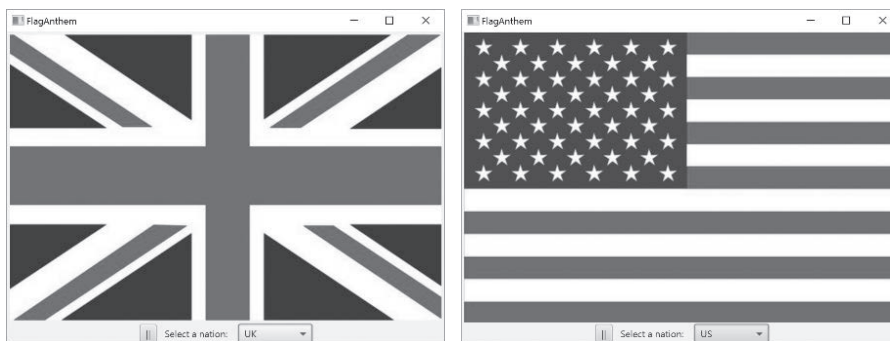 FlagAnthem
|| Select a nation: UK
FlagAnthem
|| Select a nation: US